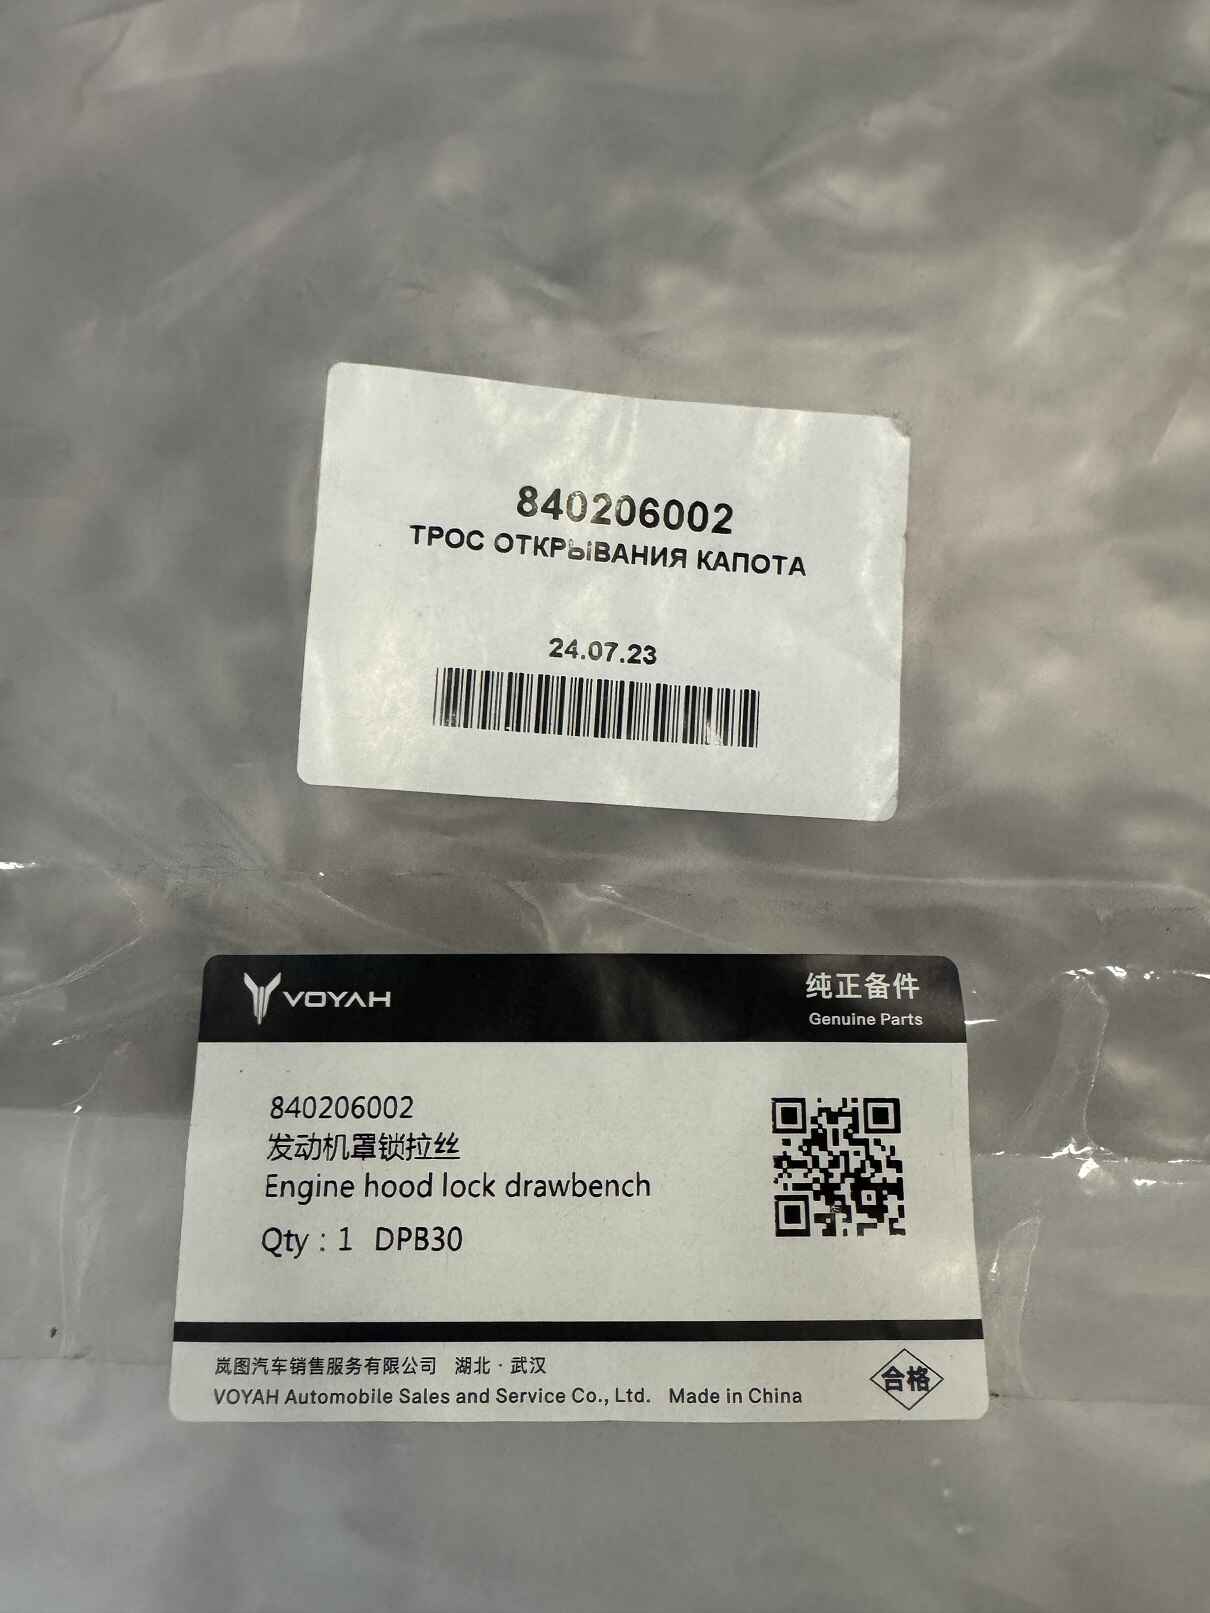 840206002
ТРОС ОТКРЫВАНИЯ КАПОТА
24.07.23
VOYAH
纯正备件
Genuine Parts
840206002
发动机罩锁拉丝
Engine hood lock drawbench
Qty : 1 DPB30
岚图汽车销售服务有限公司 湖北 · 武汉
VOYAH Automobile Sales and Service Co., Ltd. Made in China
合格